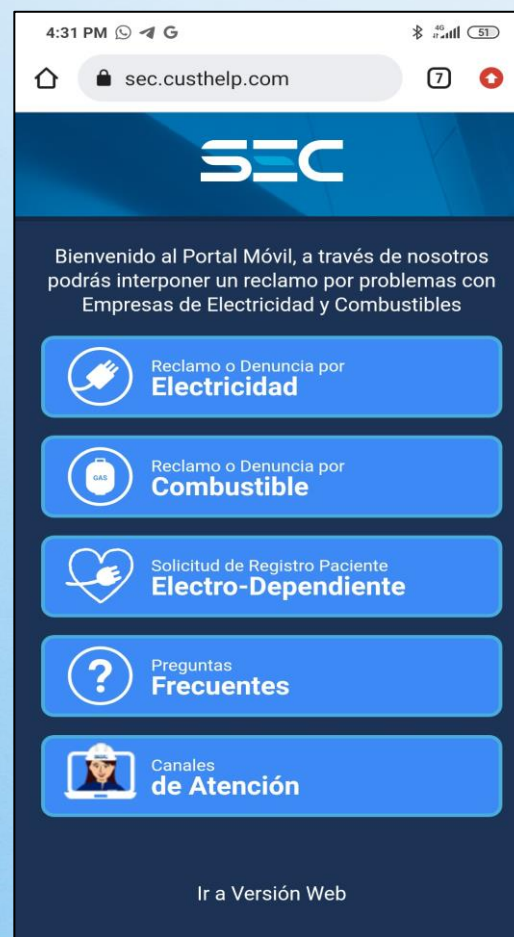 4:31 PM G 4G 51
sec.custhelp.com 7
SEC
Bienvenido al Portal Móvil, a través de nosotros
podrás interponer un reclamo por problemas con
Empresas de Electricidad y Combustibles
Reclamo o Denuncia por
Electricidad
GAS
Reclamo o Denuncia por
Combustible
Solicitud de Registro Paciente
Electro-Dependiente
?
Preguntas
Frecuentes
Canales
de Atención
Ir a Versión Web